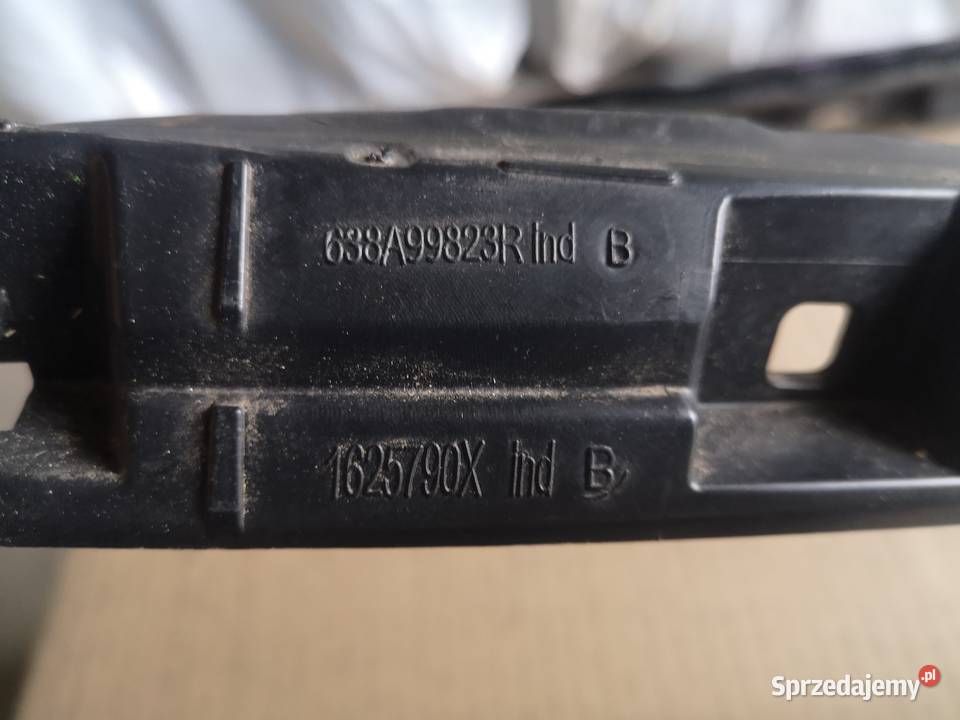 638A99823R Ind B
1625790X ind B
Sprzedajemy.pl